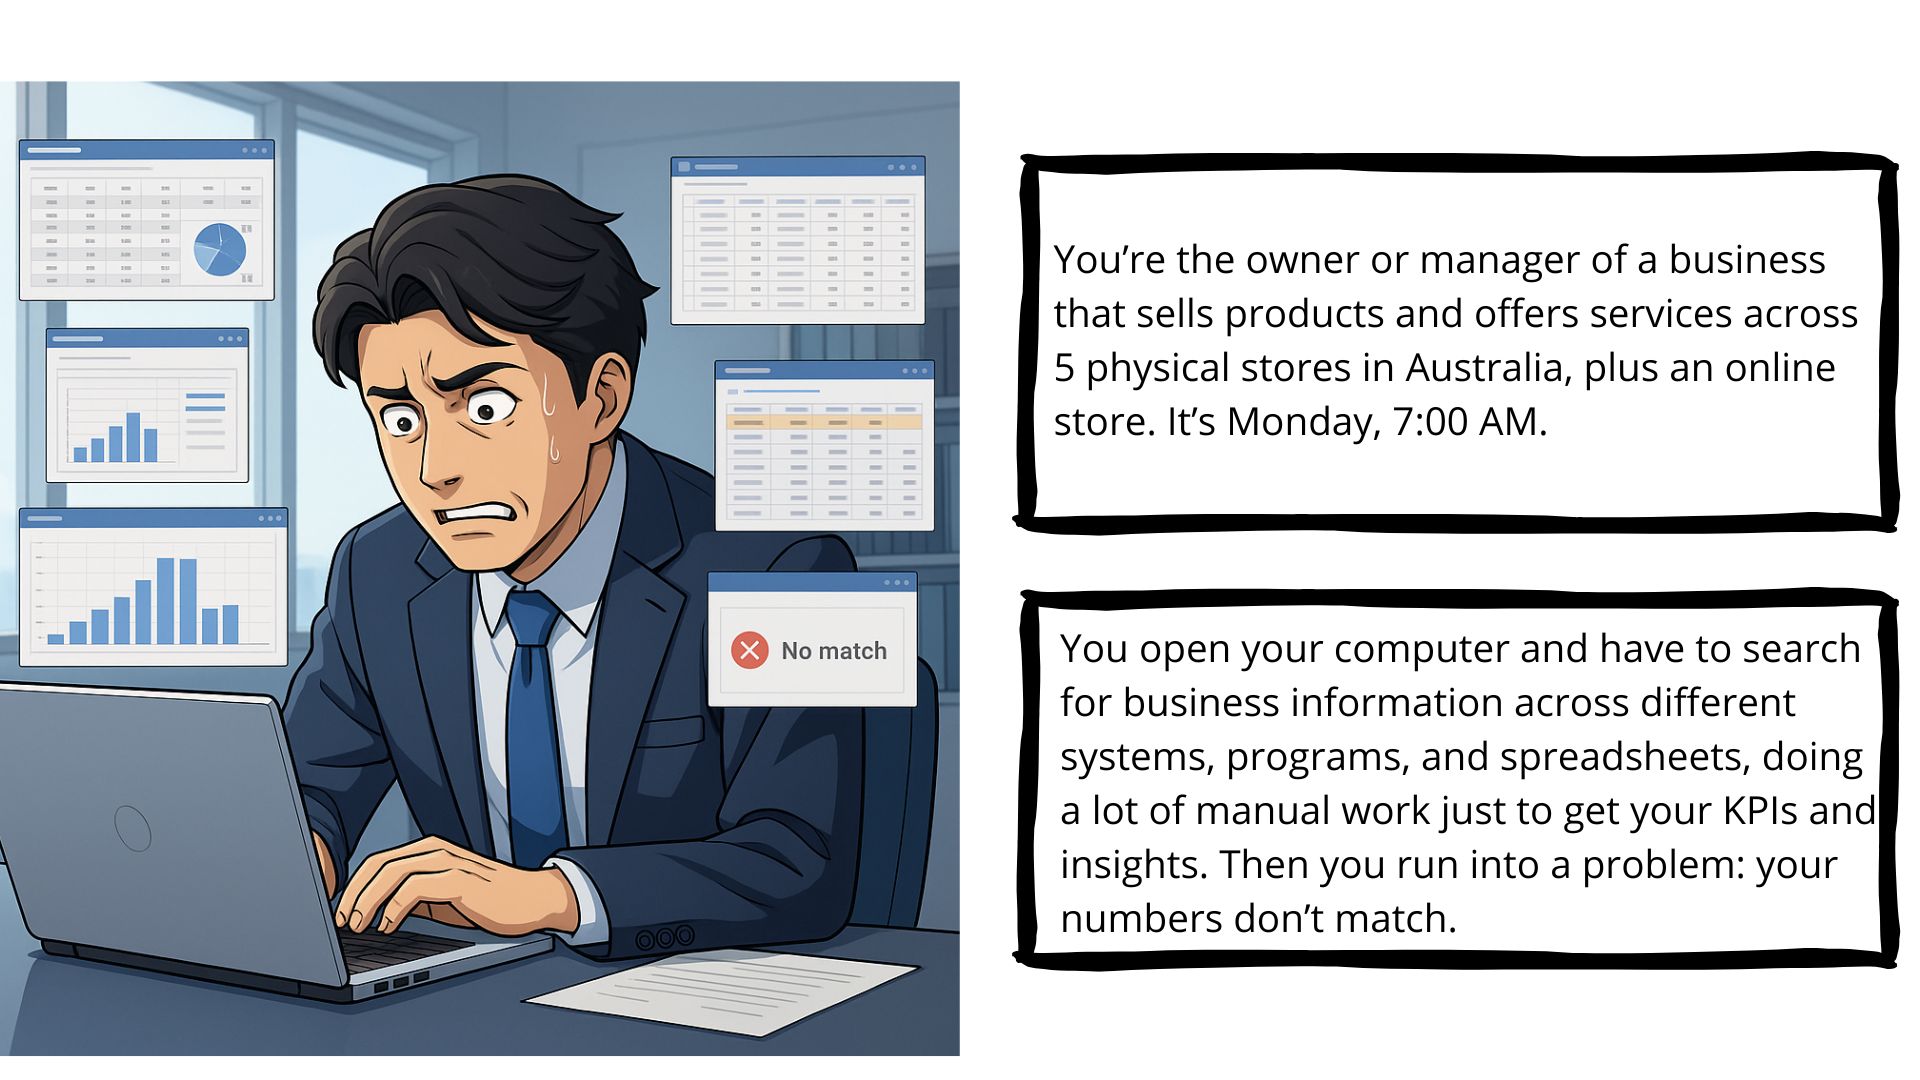 No match
You’re the owner or manager of a business
that sells products and offers services across
5 physical stores in Australia, plus an online
store. It’s Monday, 7:00 AM.
You open your computer and have to search
for business information across different
systems, programs, and spreadsheets, doing
a lot of manual work just to get your KPIs and
insights. Then you run into a problem: your
numbers don’t match.